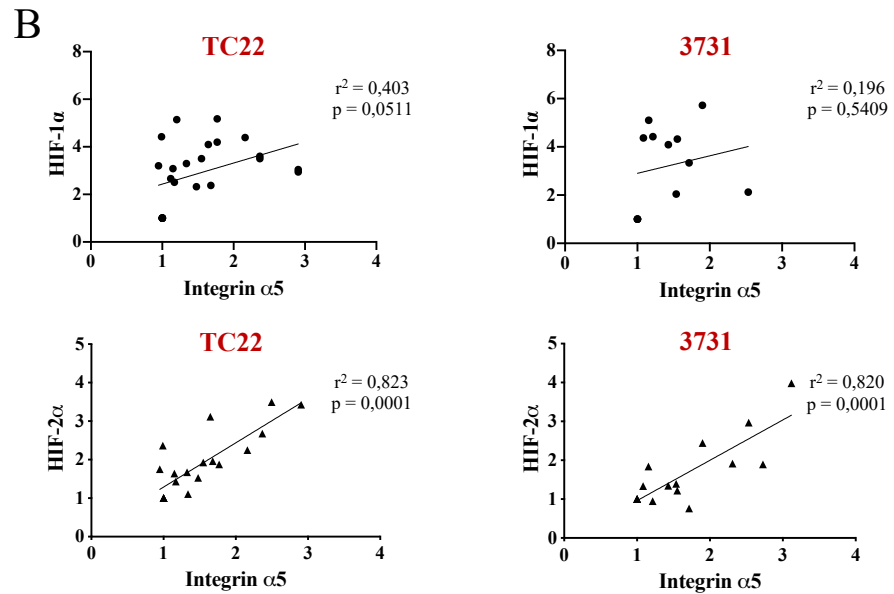 B
TC22
r² = 0,403
p = 0,0511
HIF-1α
8
6
4
2
0
0 1 2 3 4
Integrin α5
3731
r² = 0,196
p = 0,5409
HIF-1α
8
6
4
2
0
0 1 2 3 4
Integrin α5
TC22
r² = 0,823
p = 0,0001
HIF-2α
5
4
3
2
1
0
0 1 2 3 4
Integrin α5
3731
r² = 0,820
p = 0,0001
HIF-2α
5
4
3
2
1
0
0 1 2 3 4
Integrin α5